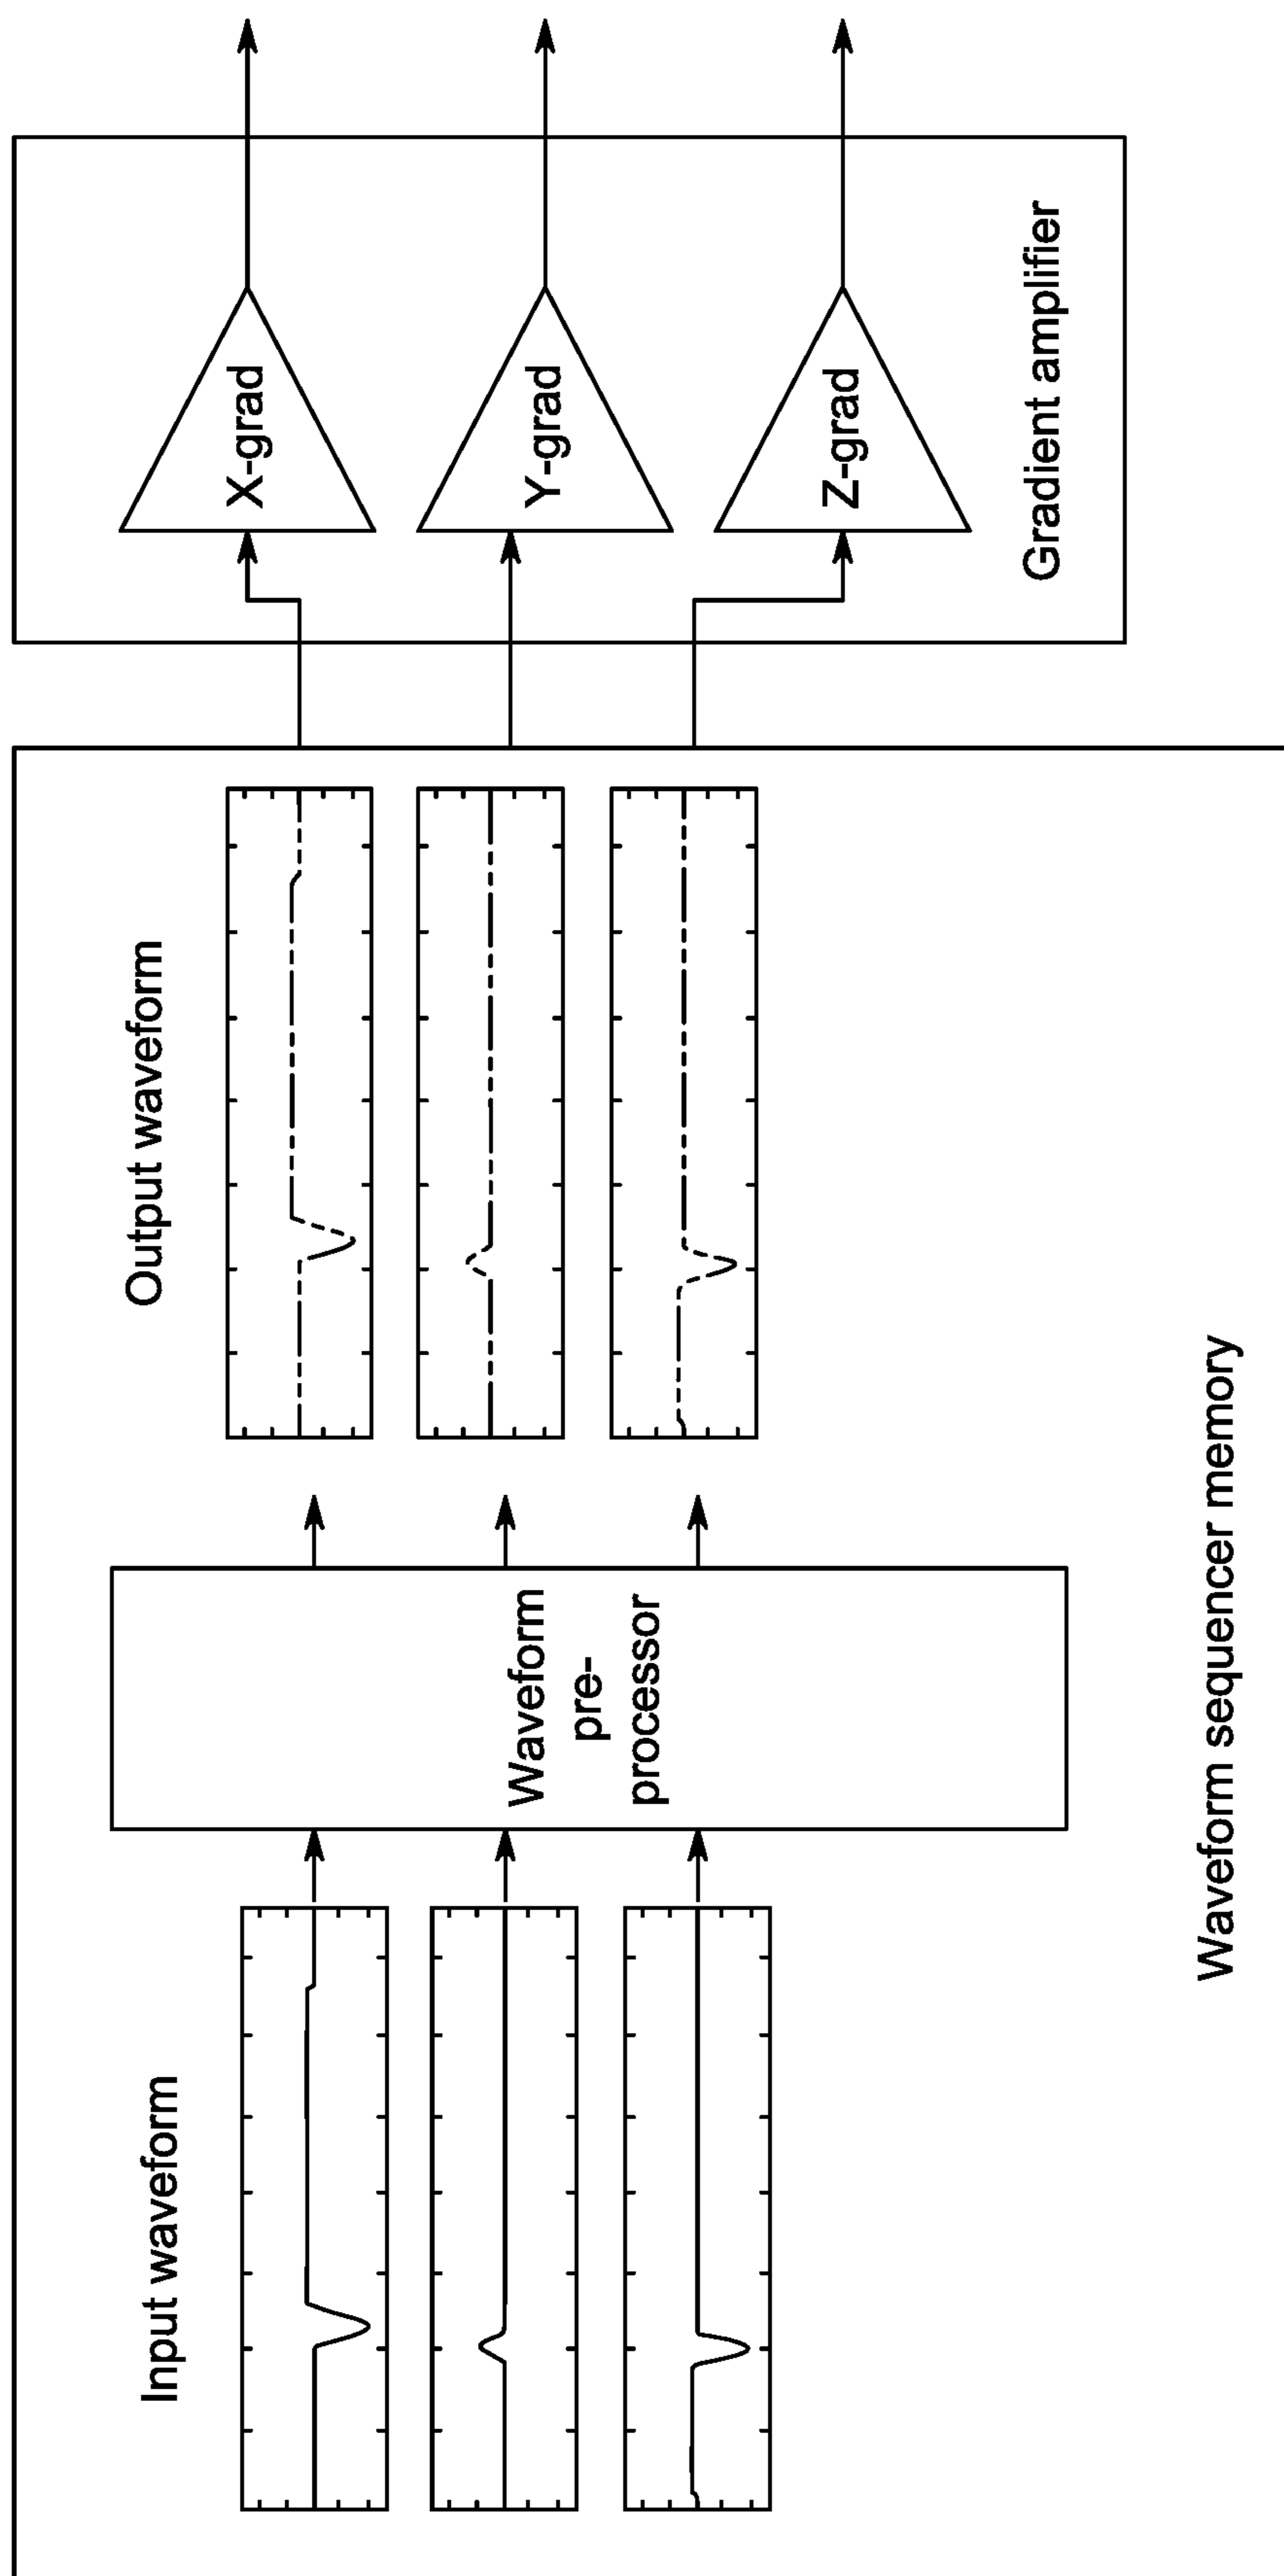 Input waveform
Waveform
pre-
processor
Output waveform
X-grad
Y-grad
Z-grad
Gradient amplifier
Waveform sequencer memory